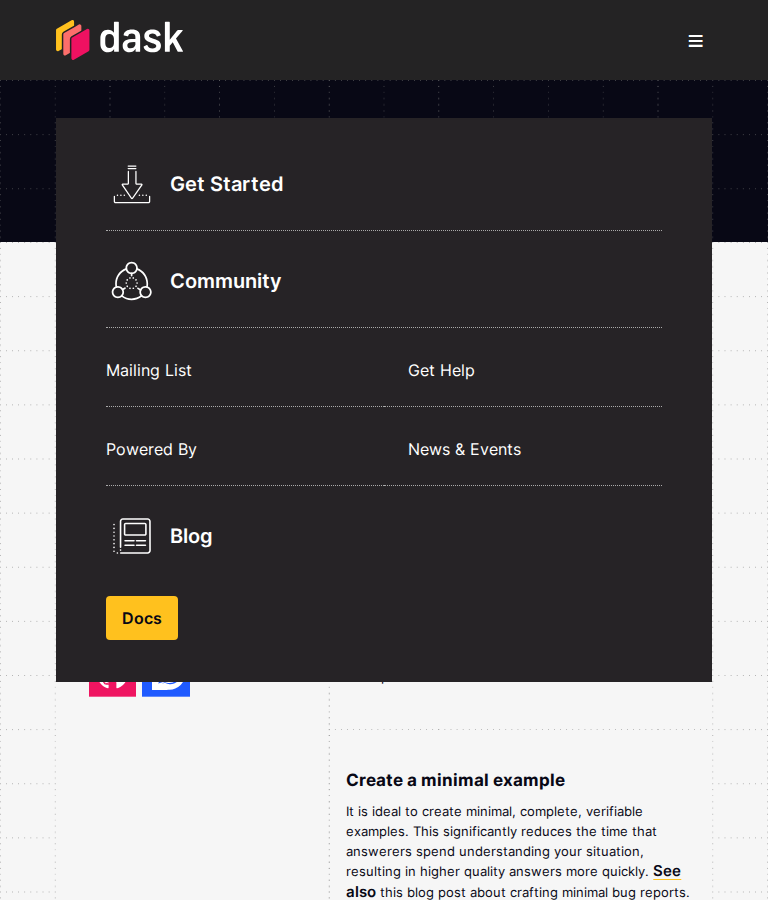 dask
Get Started
Community
Mailing List
Get Help
Powered By
News & Events
Blog
Docs
Create a minimal example
It is ideal to create minimal, complete, verifiable
examples. This significantly reduces the time that
answerers spend understanding your situation,
resulting in higher quality answers more quickly. See
also this blog post about crafting minimal bug reports.